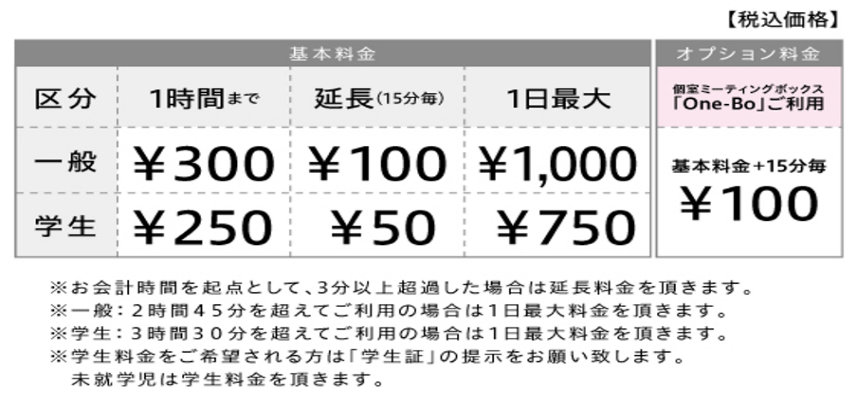 【税込価格】
基本料金 オプション料金
区分 1時間まで 延長(15分毎) 1日最大 個室ミーティングボックス
「One-Bo」ご利用
一般 ¥300 ¥100 ¥1,000 基本料金+15分毎
¥100
学生 ¥250 ¥50 ¥750
※お会計時間を起点として、3分以上超過した場合は延長料金を頂きます。
※一般：2時間45分を超えてご利用の場合は1日最大料金を頂きます。
※学生：3時間30分を超えてご利用の場合は1日最大料金を頂きます。
※学生料金をご希望される方は「学生証」の提示をお願い致します。
未就学児は学生料金を頂きます。